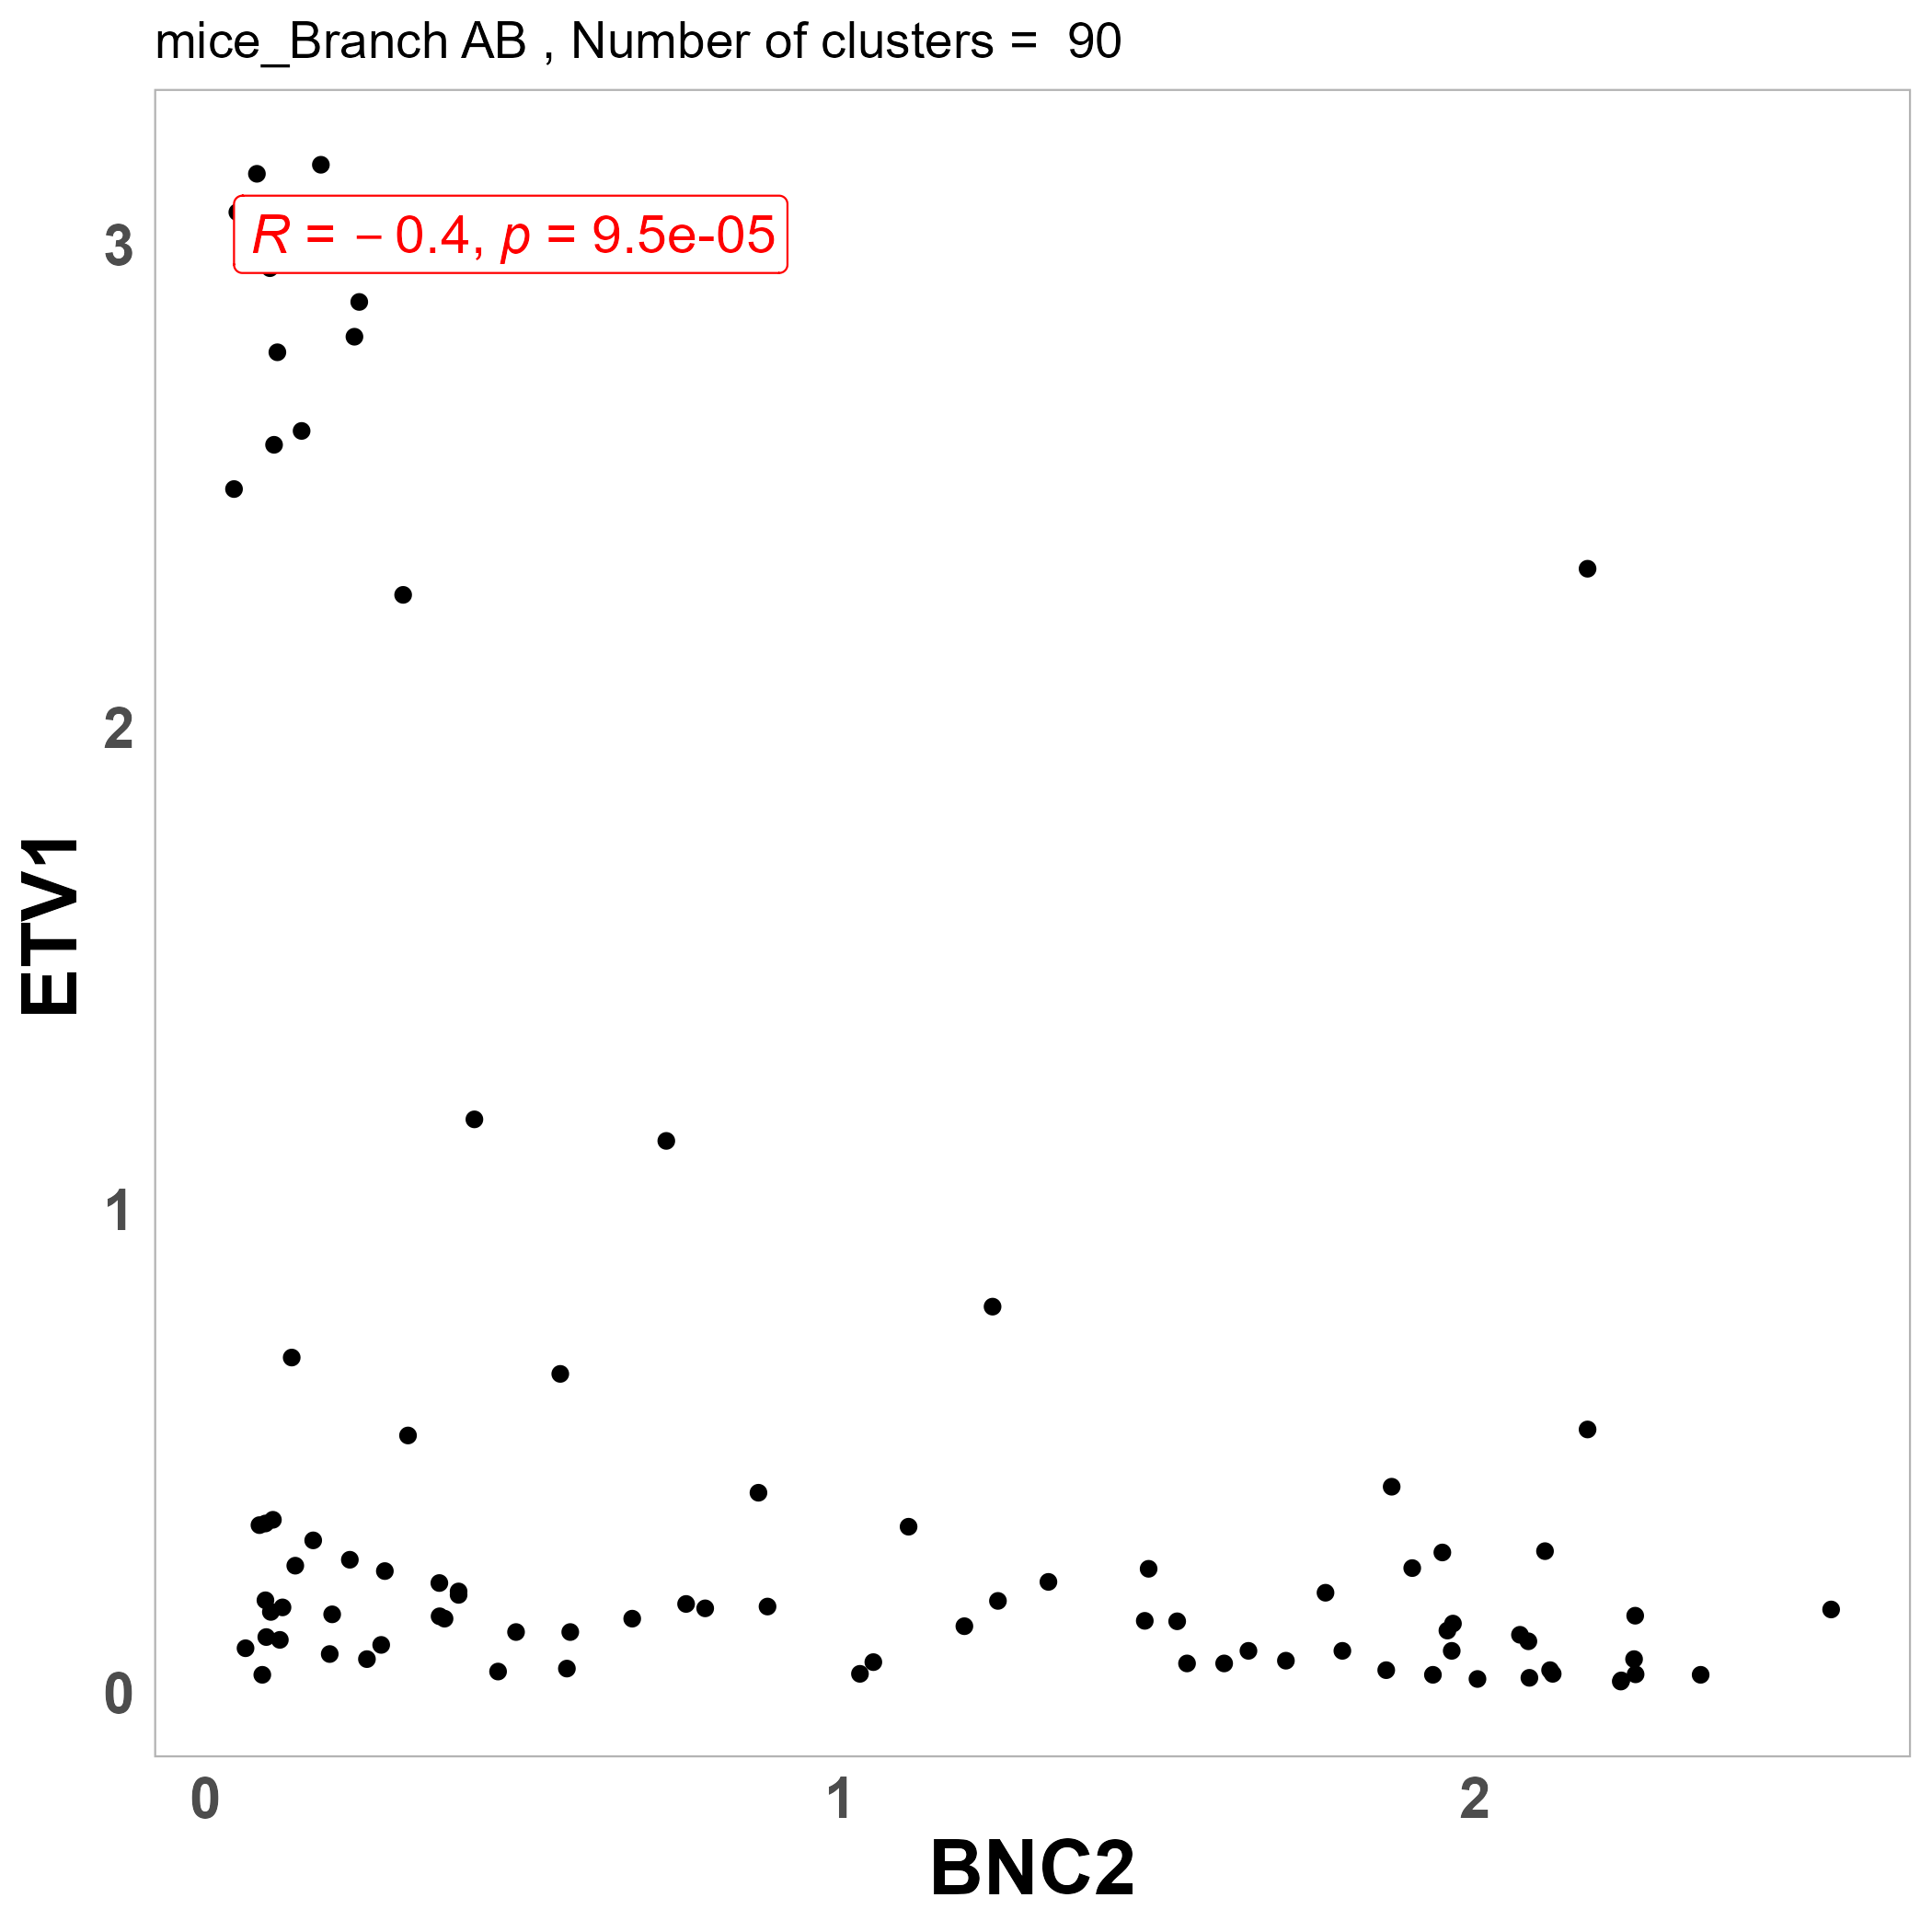 mice_Branch AB , Number of clusters =  90
R = − 0.4, p = 9.5e-05
3
2
1
0
ETV1
0 1 2
BNC2